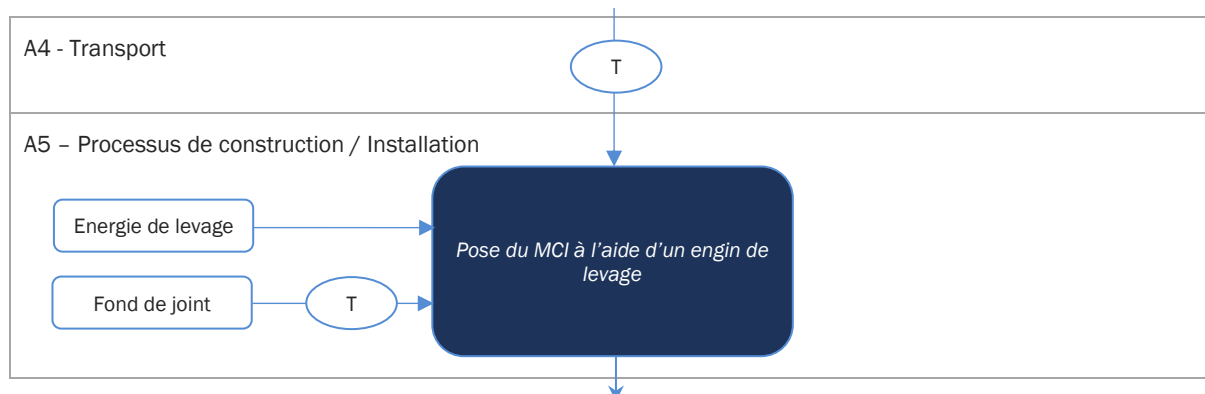 A4 - Transport
T
A5 – Processus de construction / Installation
Energie de levage
Pose du MCI à l’aide d’un engin de
levage
Fond de joint
T